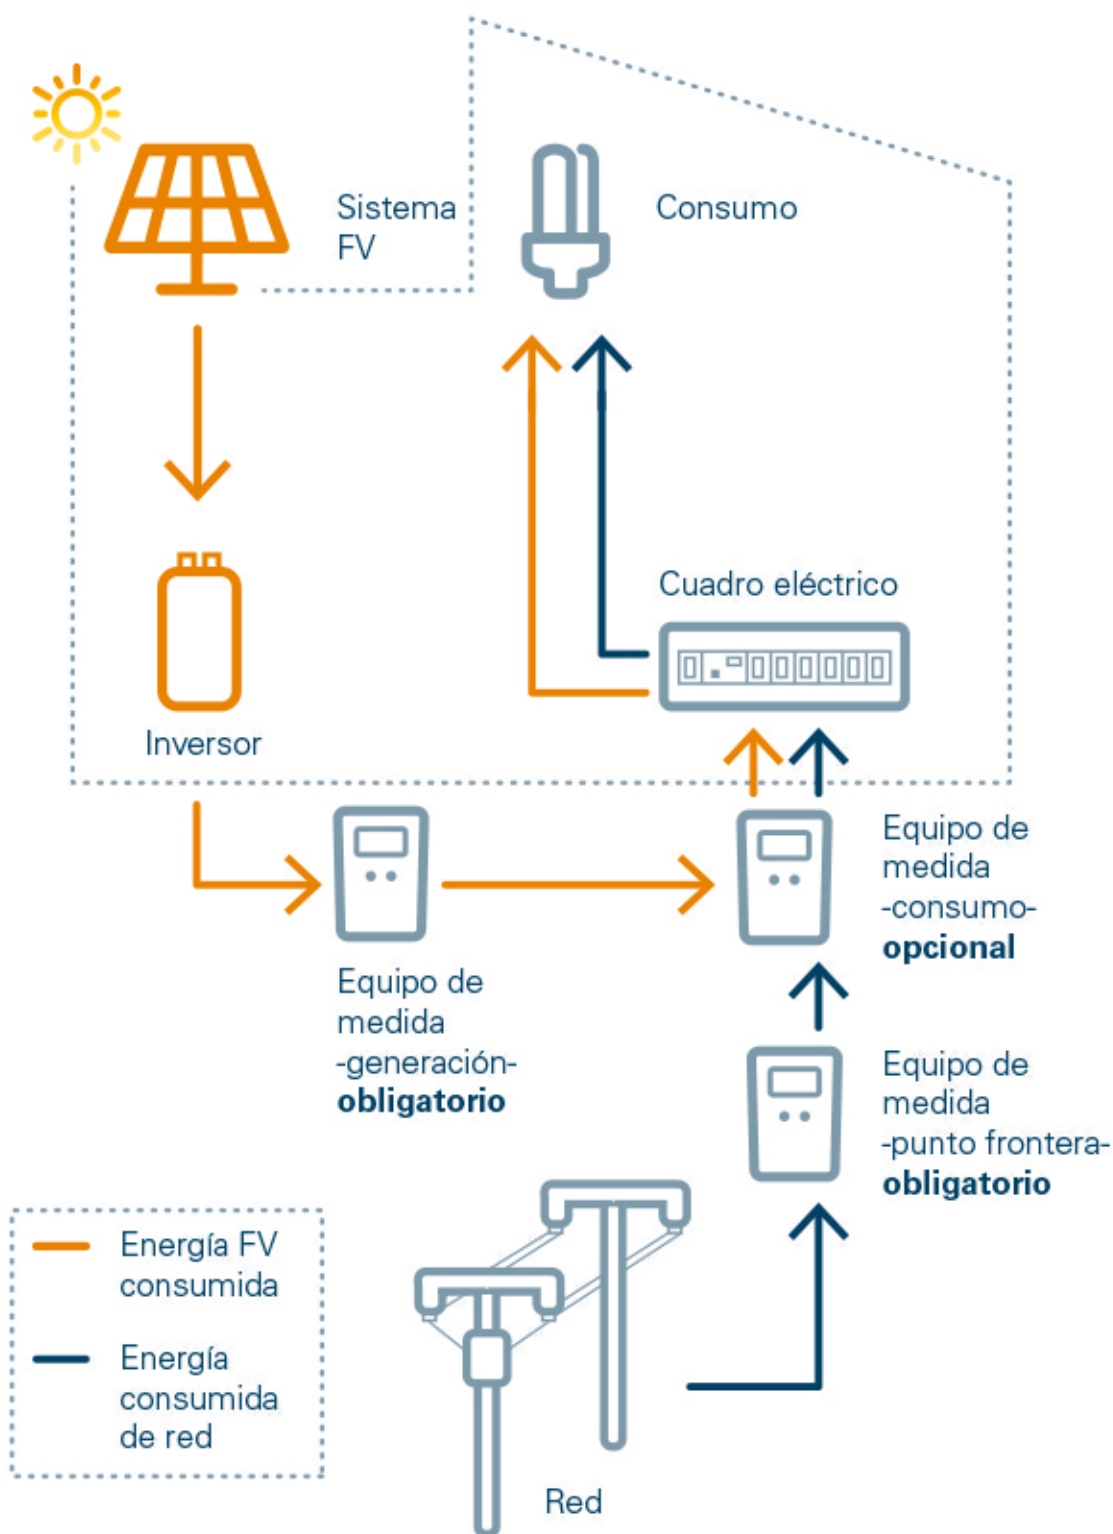 Sistema
FV
Consumo
Cuadro eléctrico
Inversor
Equipo de
medida
-consumo-
opcional
Equipo de
medida
-generación-
obligatorio
Equipo de
medida
-punto frontera-
obligatorio
Energía FV
consumida
Energía
consumida
de red
Red